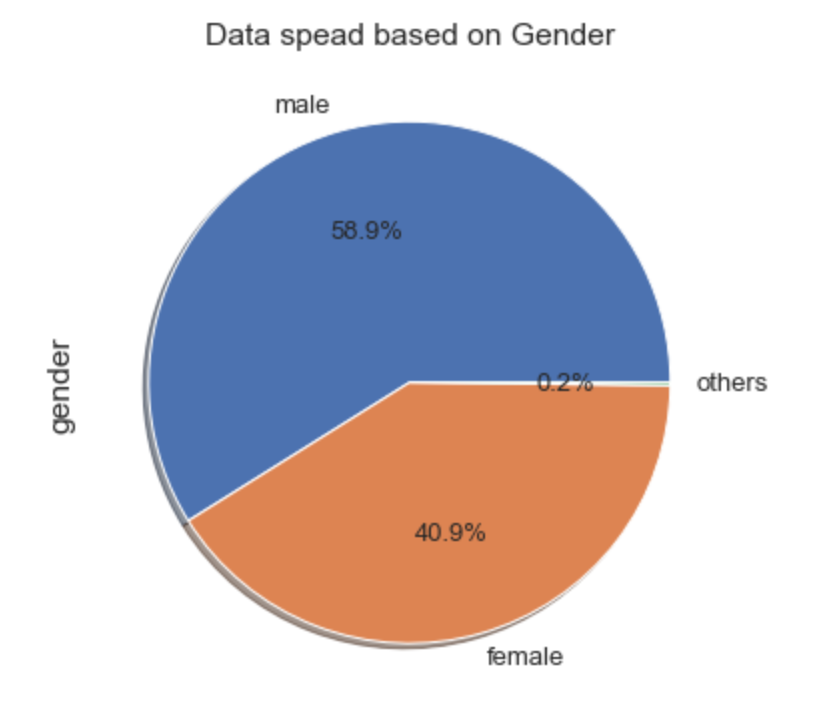 Data spead based on Gender
male
58.9%
gender
0.2%
others
40.9%
female